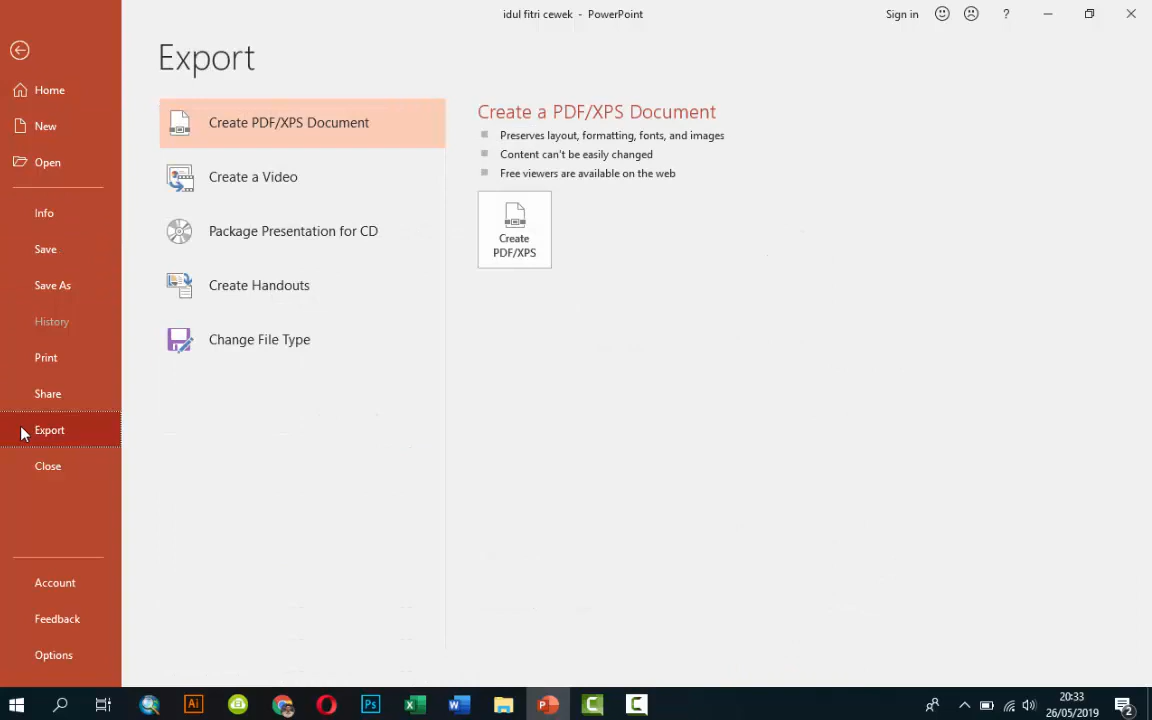 idul fitri cewek - PowerPoint
Sign in
?
Export
Home
New
Open
Info
Save
Save As
History
Print
Share
Export
Close
Account
Feedback
Options
Create PDF/XPS Document
Create a Video
Package Presentation for CD
Create Handouts
Change File Type
Create a PDF/XPS Document
Preserves layout, formatting, fonts, and images
Content can't be easily changed
Free viewers are available on the web
Create
PDF/XPS
Ai
B
Ps
X
W
P
C
C
20:33
26/05/2019
2